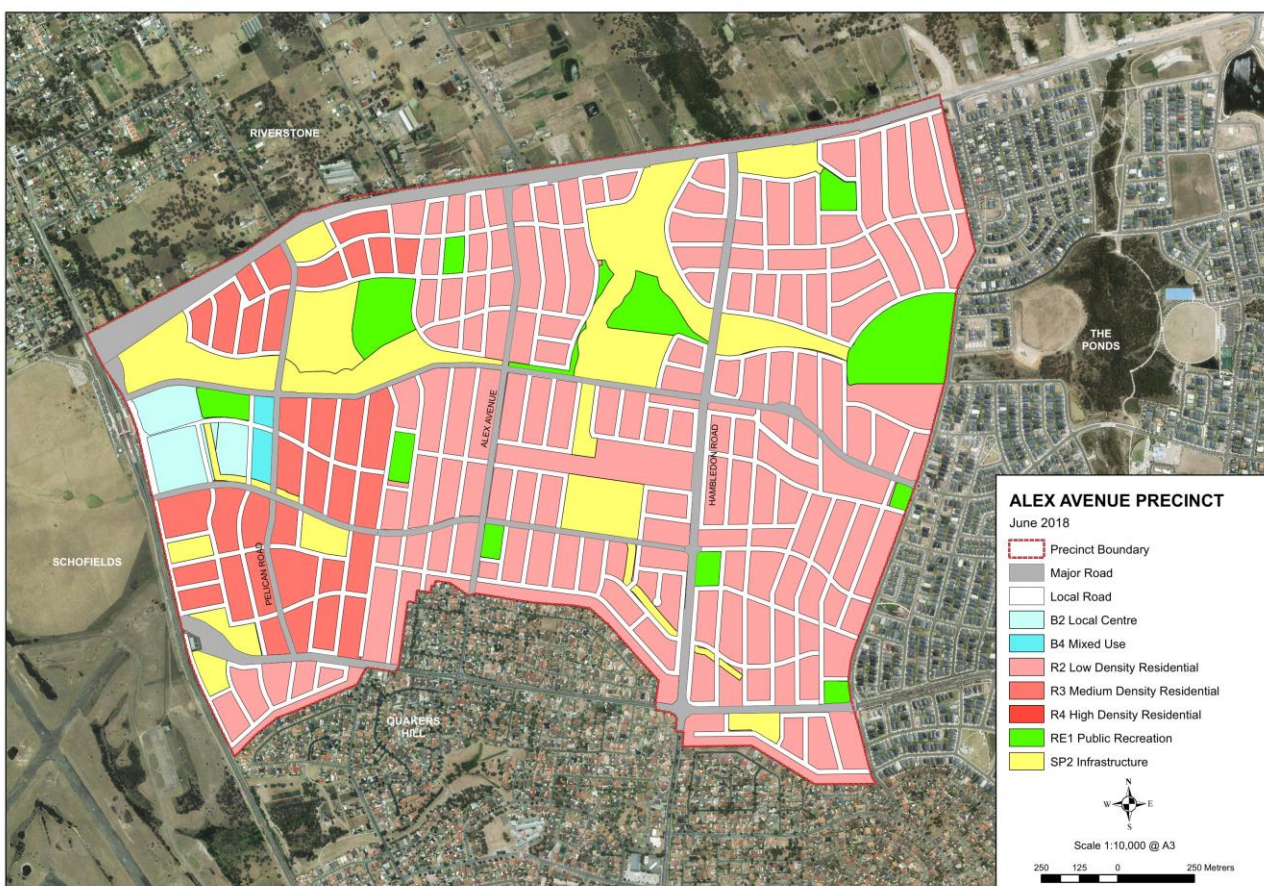 RIVERSTONE
THE
PONDS
ALEX AVENUE
HAMBLEDON ROAD
PELICAN ROAD
SCHOFIELDS
QUAKERS
HILL
ALEX AVENUE PRECINCT
June 2018
Precinct Boundary
Major Road
Local Road
B2 Local Centre
B4 Mixed Use
R2 Low Density Residential
R3 Medium Density Residential
R4 High Density Residential
RE1 Public Recreation
SP2 Infrastructure
N
W E
S
Scale 1:10,000 @ A3
250 125 0 250 Metrers